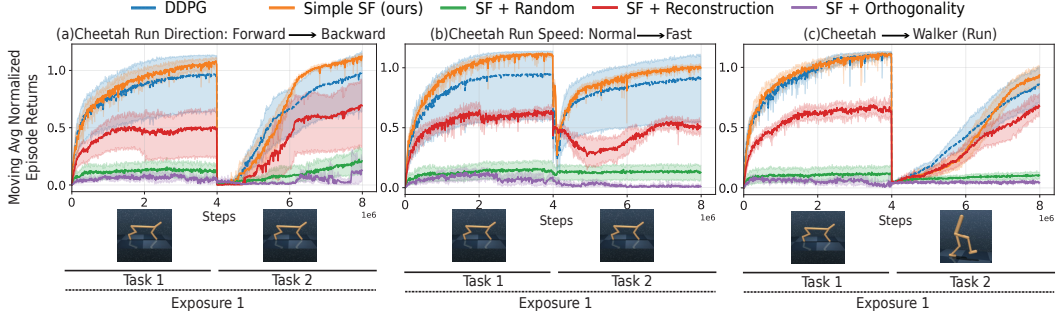 DDPG Simple SF (ours) SF + Random SF + Reconstruction SF + Orthogonality
(a)Cheetah Run Direction: Forward → Backward
(b)Cheetah Run Speed: Normal → Fast
(c)Cheetah → Walker (Run)
Moving Avg Normalized
Episode Returns
1.0
0.5
0.0
0 2 4 6 8
Steps
1e6
1.0
0.5
0.0
0 2 4 6 8
Steps
1e6
1.0
0.5
0.0
0 2 4 6 8
Steps
1e6
Task 1 Task 2
Exposure 1
Task 1 Task 2
Exposure 1
Task 1 Task 2
Exposure 1